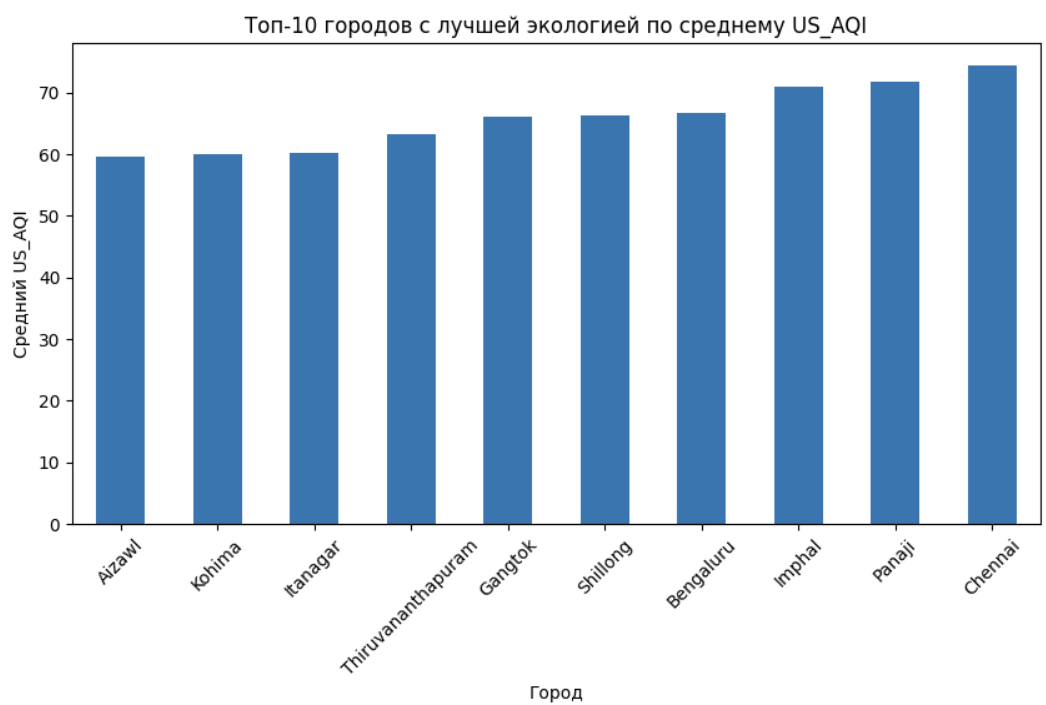 Топ-10 городов с лучшей экологией по среднему US_AQI
Средний US_AQI
70
60
50
40
30
20
10
0
Aizawl
Kohima
Itanagar
Thiruvananthapuram
Gangtok
Shillong
Bengaluru
Imphal
Panaji
Chennai
Город